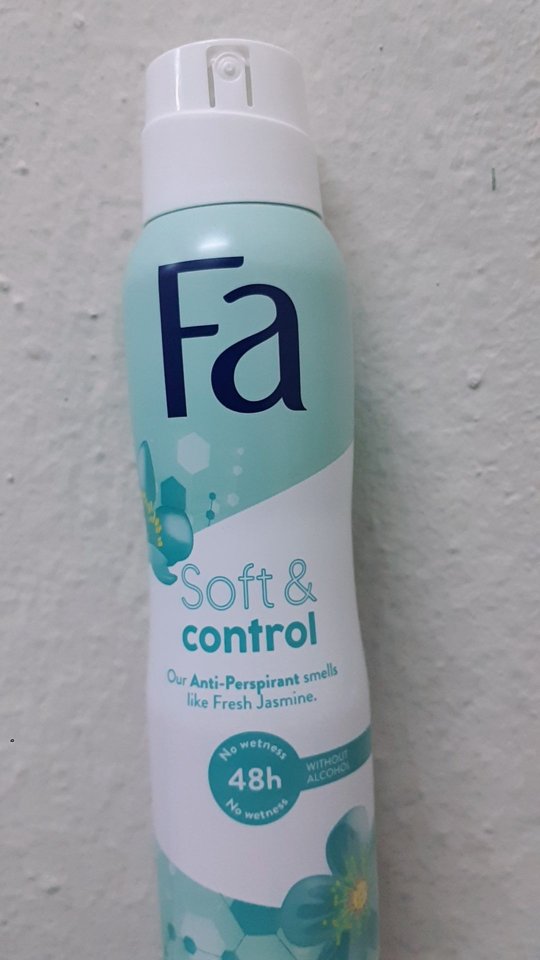 Fa
Soft &
control
Our Anti-Perspirant smells
like Fresh Jasmine.
No wetness
48h
No wetness
WITHOUT
ALCOHOL